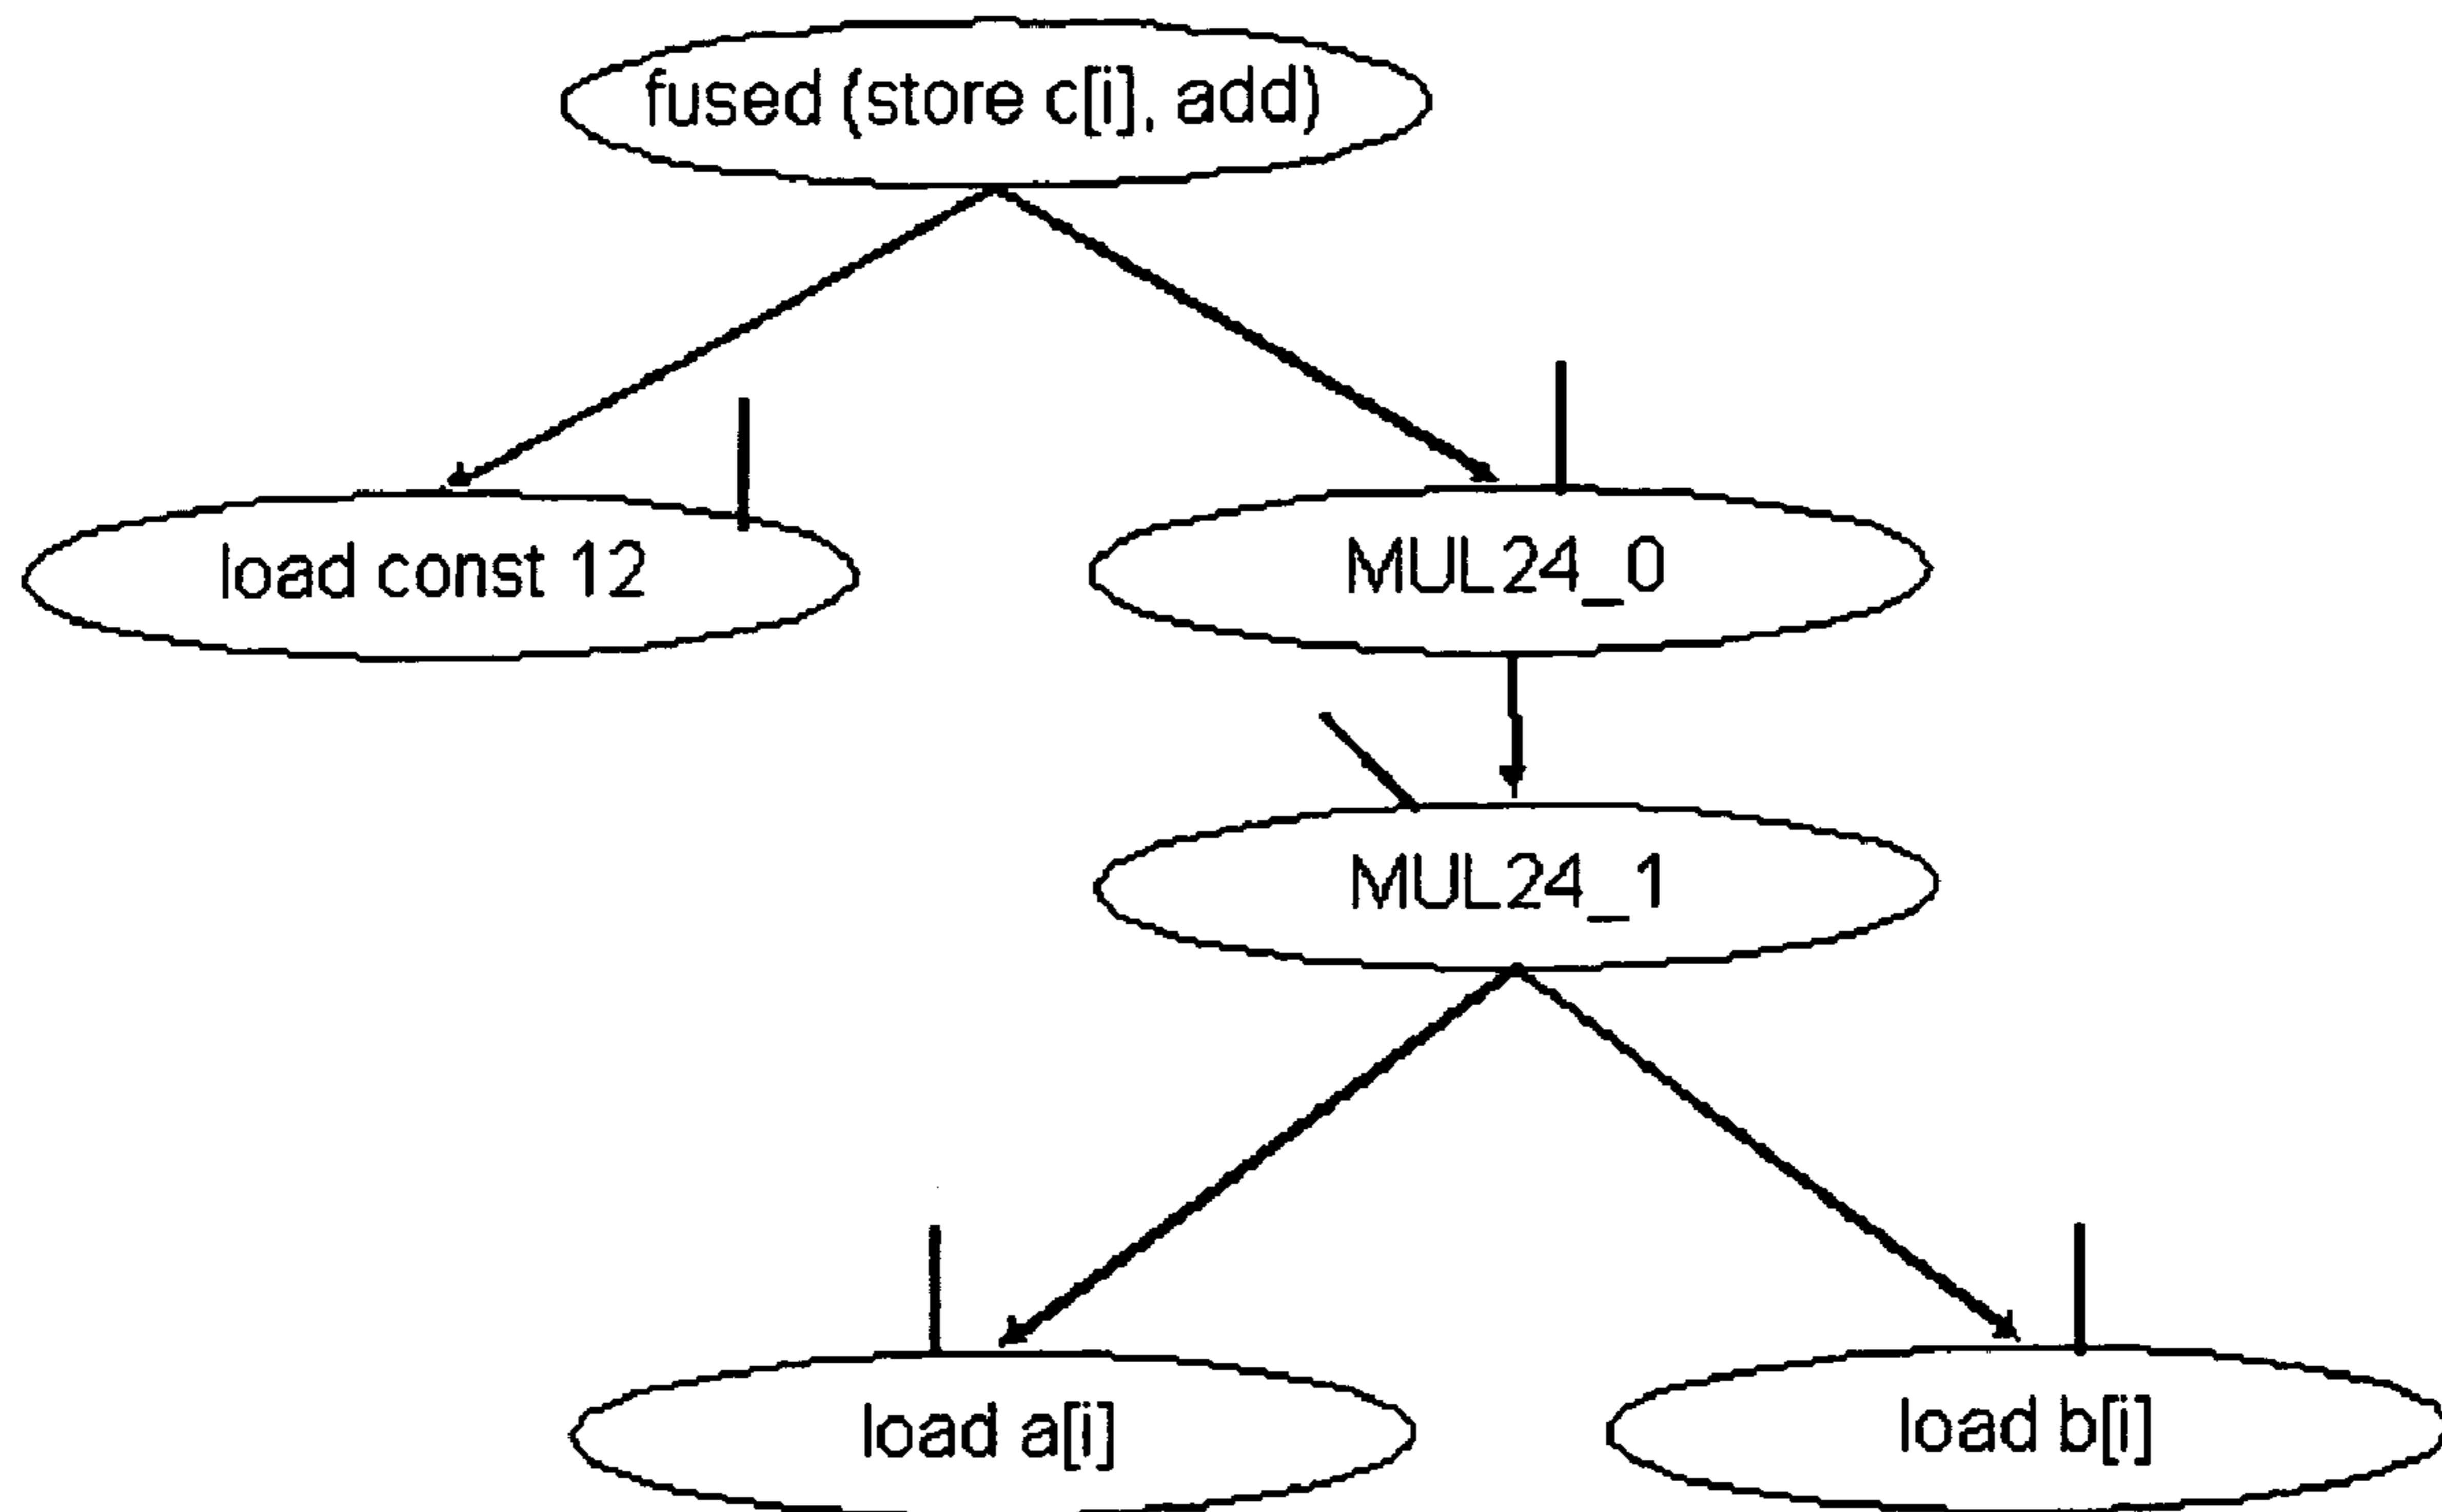 fused (store c[i], add)
load const 12
MUL24_0
MUL24_1
load a[i]
load b[i]